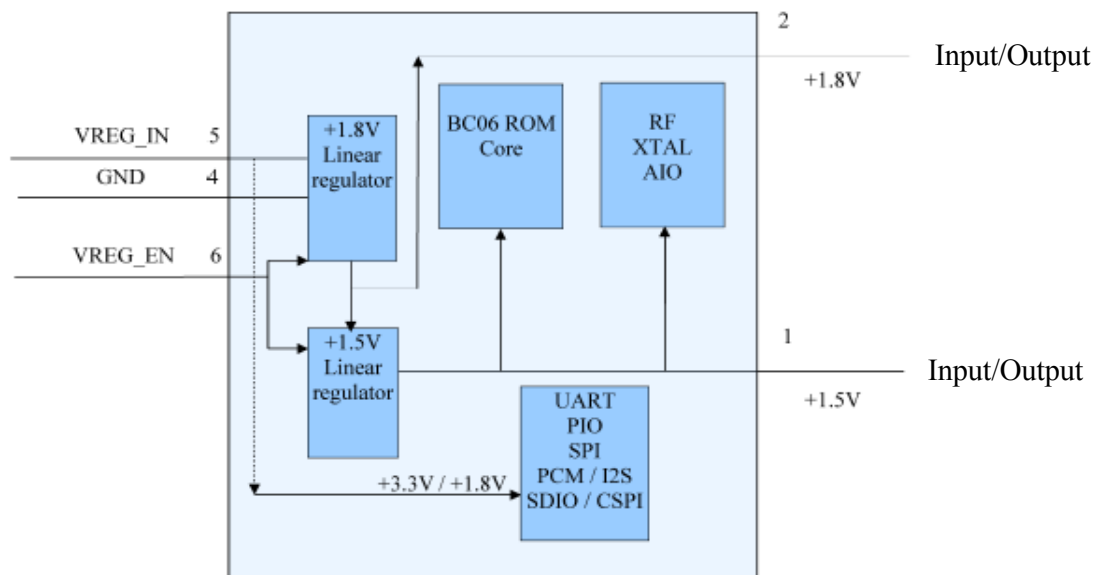 2
Input/Output
+1.8V
VREG_IN 5
GND 4
VREG_EN 6
+1.8V
Linear
regulator
BC06 ROM
Core
RF
XTAL
AIO
+1.5V
Linear
regulator
1
Input/Output
+1.5V
UART
PIO
SPI
PCM / I2S
SDIO / CSPI
+3.3V / +1.8V